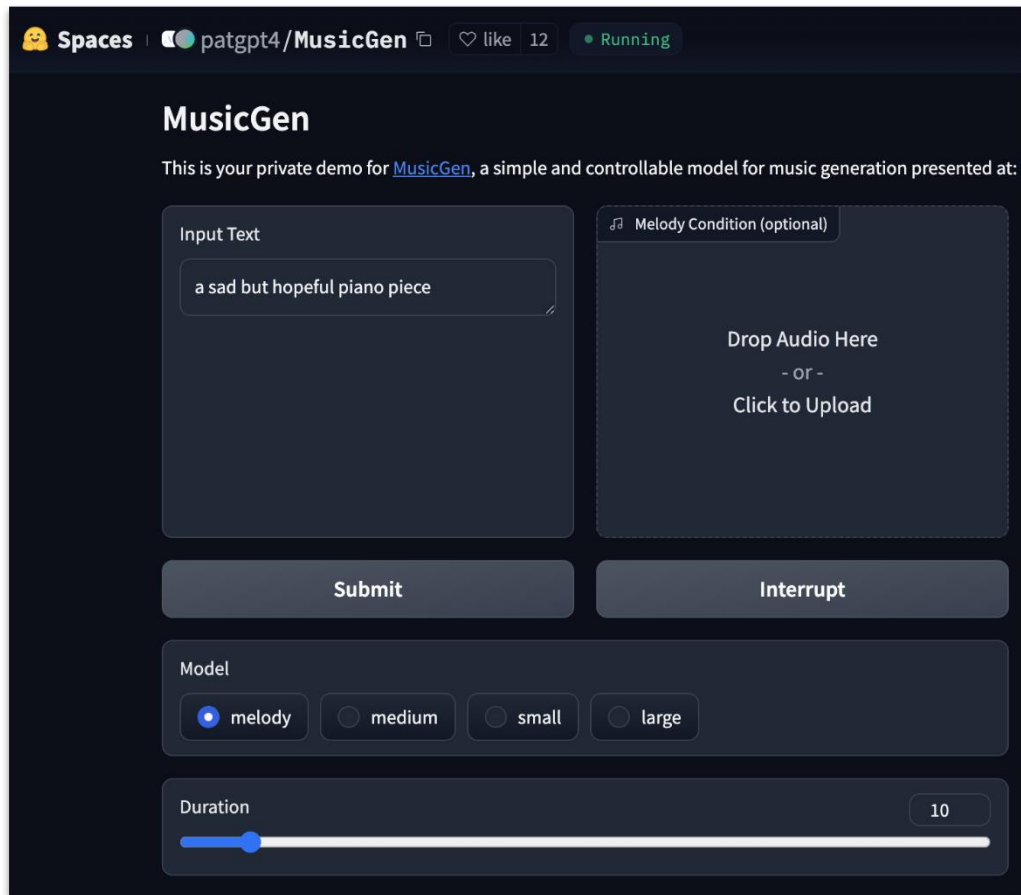 Spaces patgpt4/MusicGen like 12 Running
MusicGen
This is your private demo for MusicGen, a simple and controllable model for music generation presented at:
Input Text
a sad but hopeful piano piece
Melody Condition (optional)
Drop Audio Here
- or -
Click to Upload
Submit
Interrupt
Model
melody medium small large
Duration
10